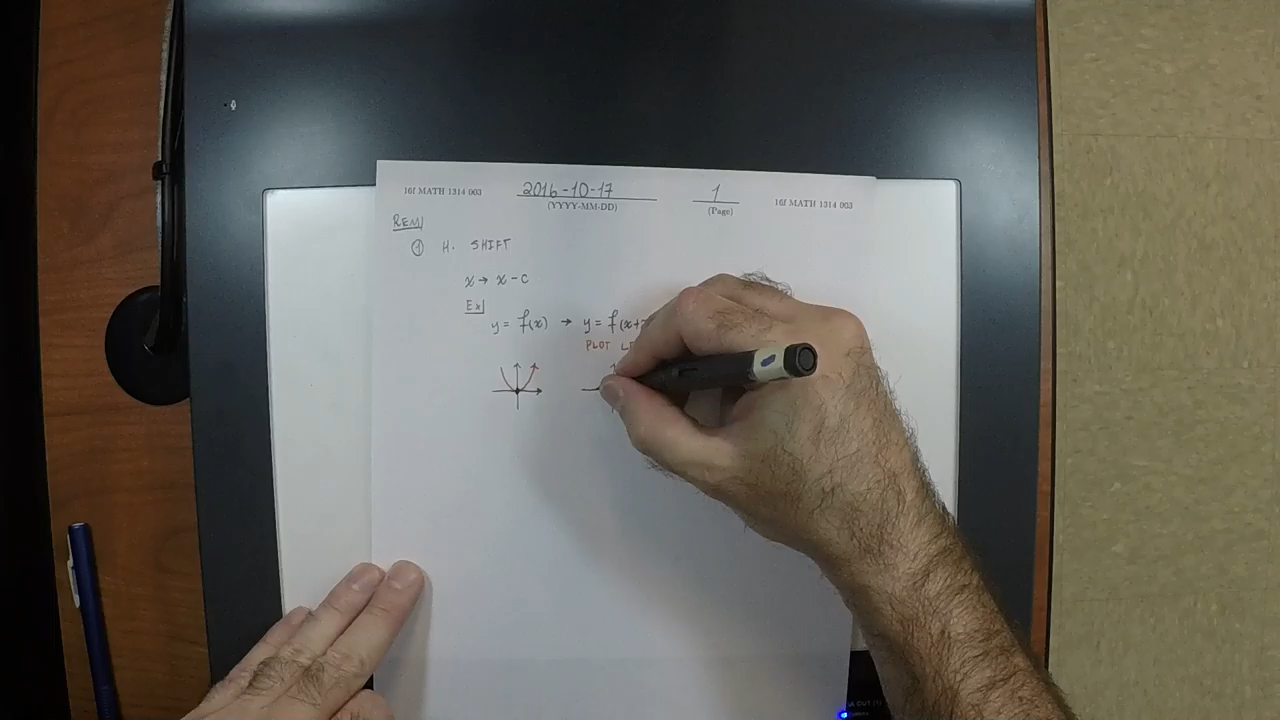 16f MATH 1314 003 2016-10-17 1 16f MATH 1314 003
(YYYY-MM-DD) (Page)
REM
① H. SHIFT
x → x - c
Ex
y = f(x) → y = f(x+
PLOT